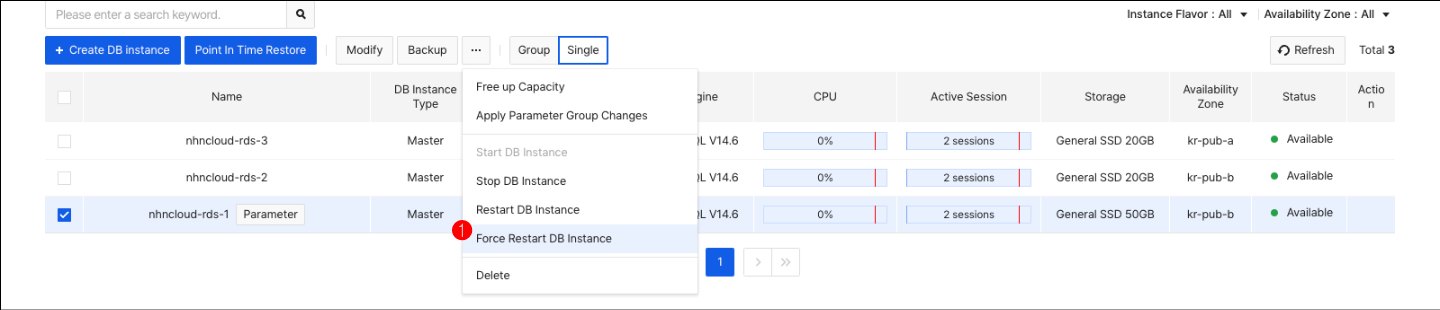 Please enter a search keyword.
Instance Flavor : All
Availability Zone : All
+ Create DB instance
Point In Time Restore
Modify
Backup
...
Group
Single
Refresh
Total 3
Name
DB Instance
Type
gine
CPU
Active Session
Storage
Availability
Zone
Status
Actio
n
nhncloud-rds-3
Master
QL V14.6
0%
2 sessions
General SSD 20GB
kr-pub-a
Available
nhncloud-rds-2
Master
QL V14.6
0%
2 sessions
General SSD 20GB
kr-pub-b
Available
nhncloud-rds-1
Parameter
Master
QL V14.6
0%
2 sessions
General SSD 50GB
kr-pub-b
Available
Free up Capacity
Apply Parameter Group Changes
Start DB Instance
Stop DB Instance
Restart DB Instance
1
Force Restart DB Instance
Delete
1